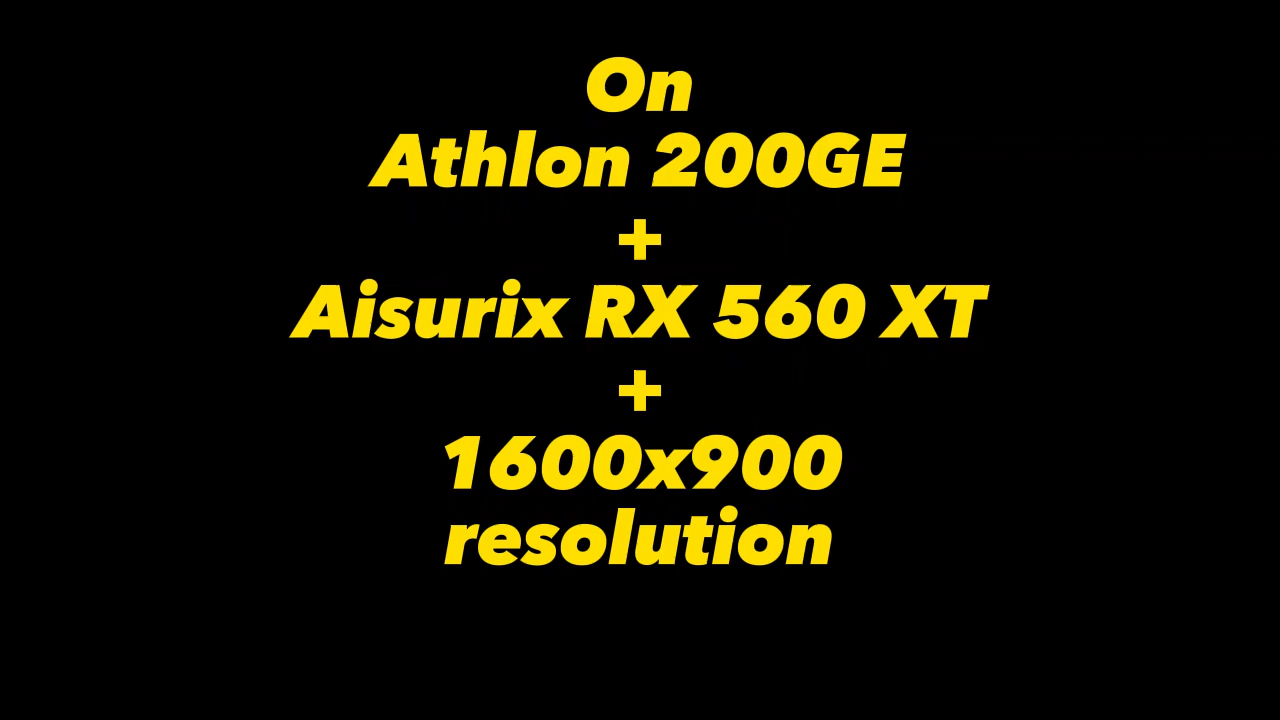 On
Athlon 200GE
+
Aisurix RX 560 XT
+
1600x900
resolution